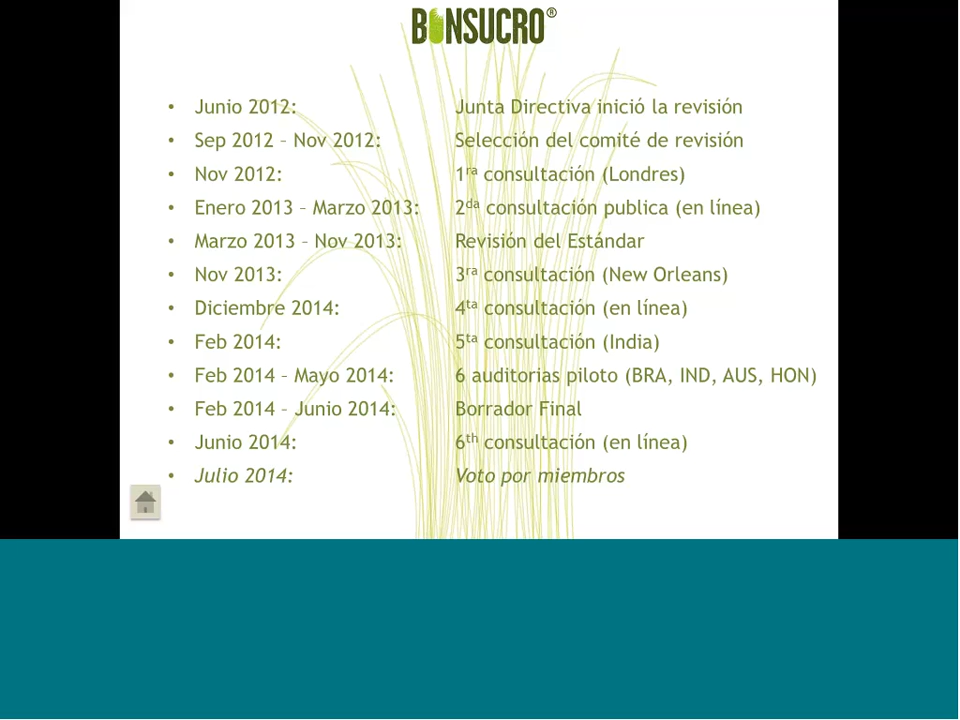 BONSUCRO®
• Junio 2012: Junta Directiva inició la revisión
• Sep 2012 – Nov 2012: Selección del comité de revisión
• Nov 2012: 1ra consultación (Londres)
• Enero 2013 – Marzo 2013: 2da consultación publica (en línea)
• Marzo 2013 – Nov 2013: Revisión del Estándar
• Nov 2013: 3ra consultación (New Orleans)
• Diciembre 2014: 4ta consultación (en línea)
• Feb 2014: 5ta consultación (India)
• Feb 2014 – Mayo 2014: 6 auditorias piloto (BRA, IND, AUS, HON)
• Feb 2014 – Junio 2014: Borrador Final
• Junio 2014: 6th consultación (en línea)
• Julio 2014: Voto por miembros